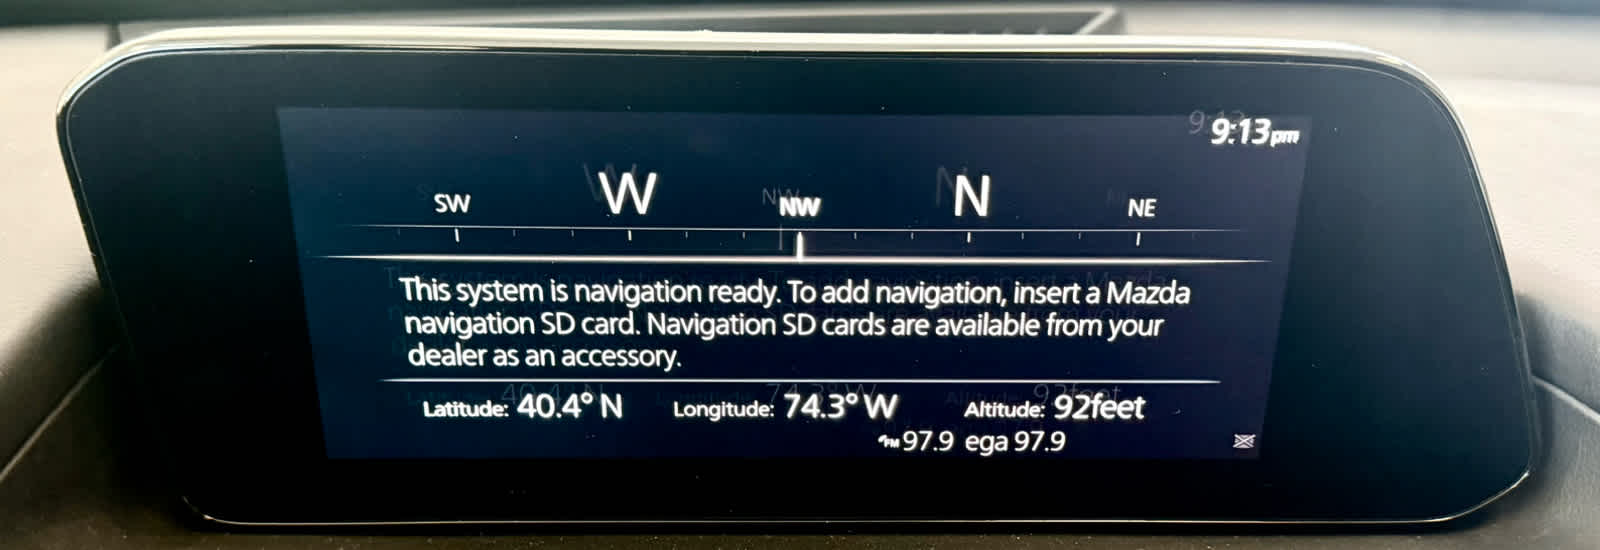 9:13pm
SW W NW N NE
This system is navigation ready. To add navigation, insert a Mazda
navigation SD card. Navigation SD cards are available from your
dealer as an accessory.
Latitude: 40.4° N Longitude: 74.3° W Altitude: 92feet
FM 97.9 ega 97.9